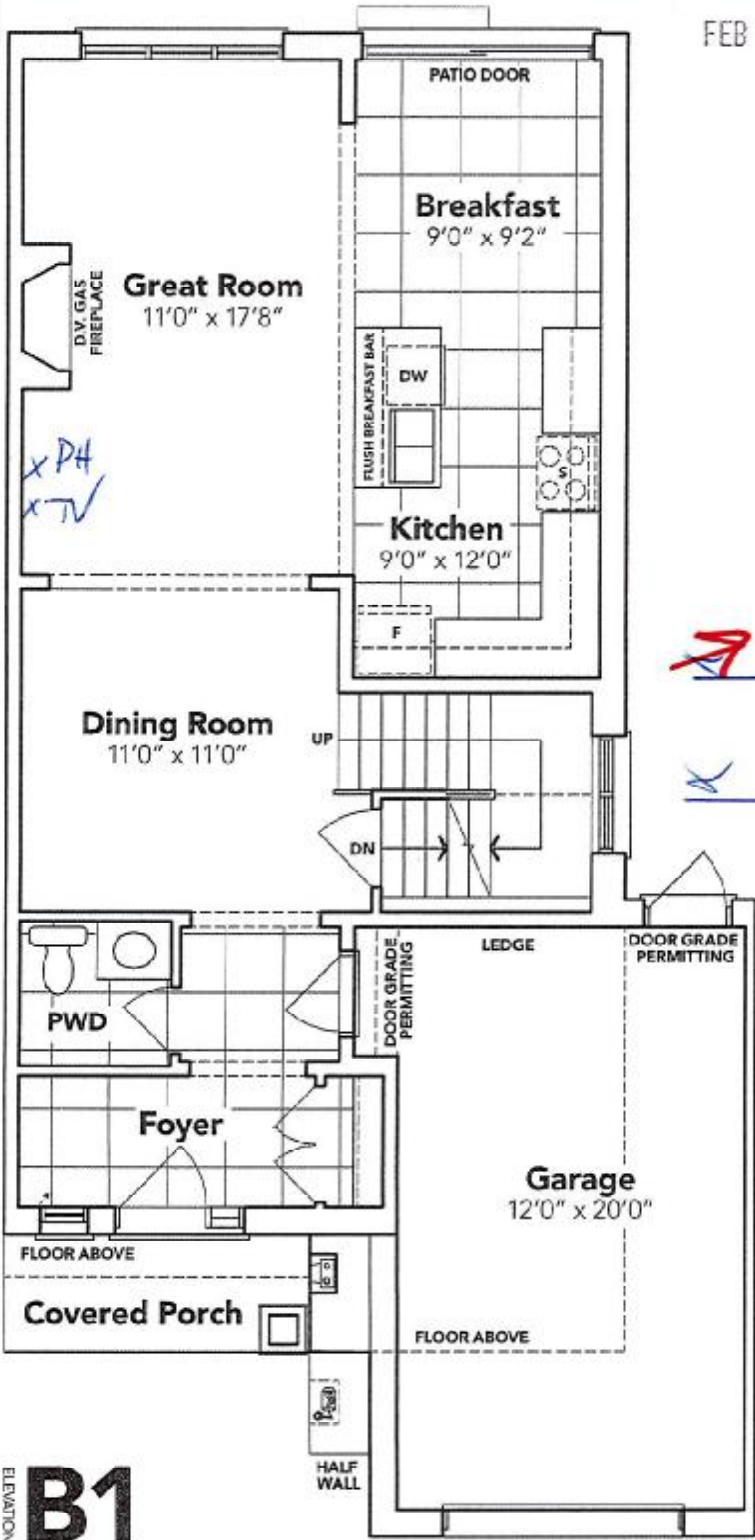 FEB
PATIO DOOR
Breakfast
9'0" x 9'2"
Great Room
11'0" x 17'8"
D.V. GAS
FIREPLACE
FLUSH BREAKFAST BAR
DW
S
x PH
x TV
Kitchen
9'0" x 12'0"
F
Dining Room
11'0" x 11'0"
UP
DN
LEDGE
DOOR GRADE
PERMITTING
DOOR GRADE
PERMITTING
PWD
Foyer
Garage
12'0" x 20'0"
FLOOR ABOVE
Covered Porch
FLOOR ABOVE
HALF
WALL
ELEVATION
B1